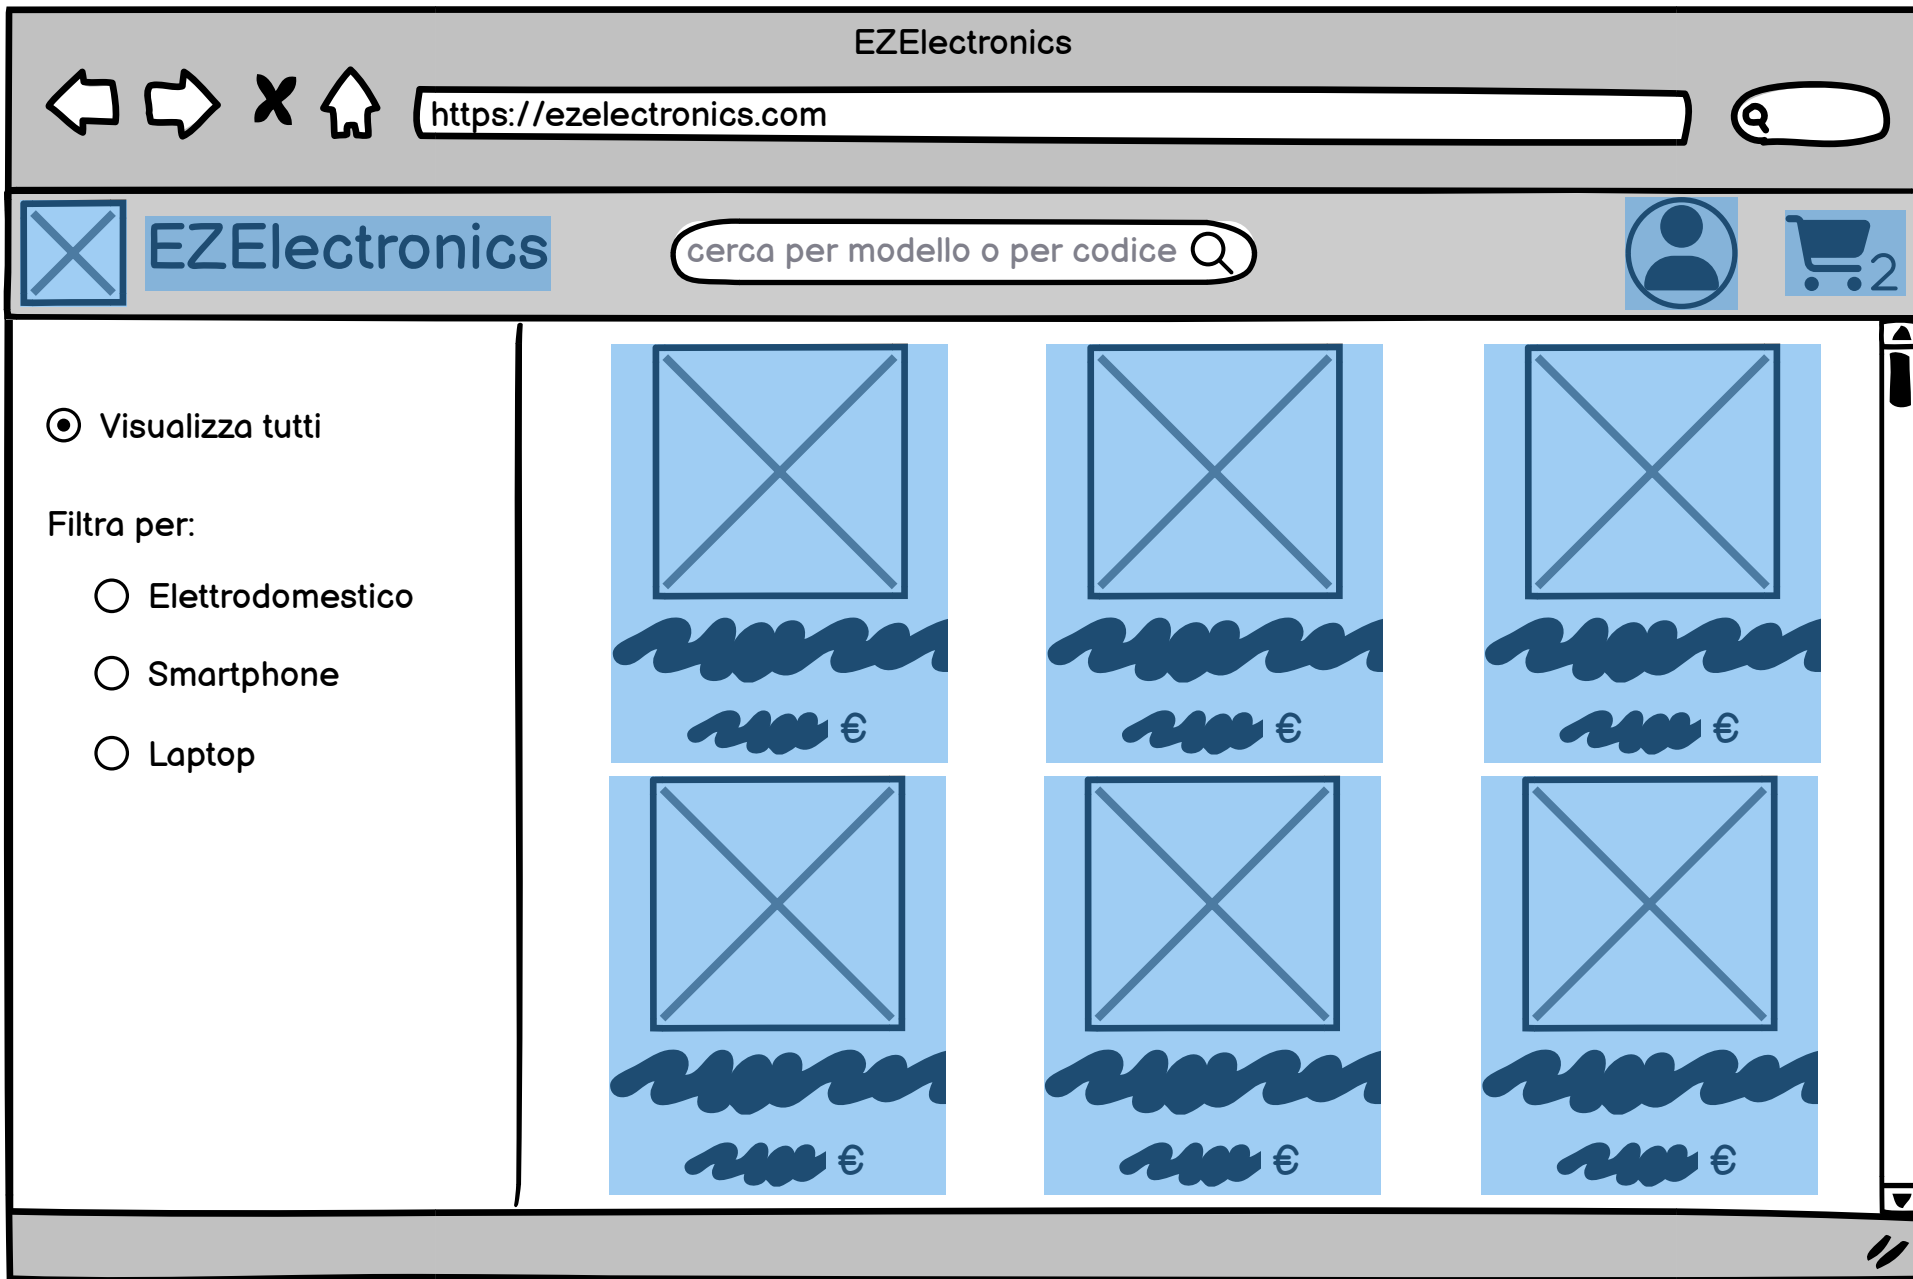 EZElectronics
https://ezelectronics.com
EZElectronics
cerca per modello o per codice
2
Visualizza tutti
Filtra per:
Elettrodomestico
Smartphone
Laptop
€ € €
€ € €